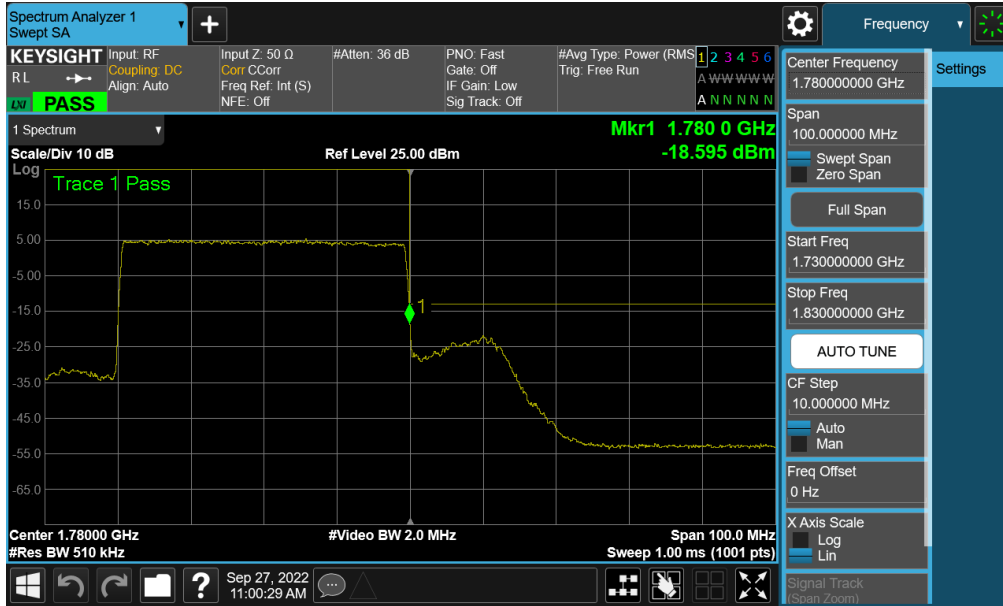 Spectrum Analyzer 1
Swept SA
Frequency
KEYSIGHT
Input: RF
Input Z: 50 Ω
#Atten: 36 dB
PNO: Fast
#Avg Type: Power (RMS
1 2 3 4 5 6
R L
Coupling: DC
Corr CCorr
Gate: Off
Trig: Free Run
Align: Auto
Freq Ref: Int (S)
IF Gain: Low
A W W W W W
LXI
PASS
NFE: Off
Sig Track: Off
A N N N N N
1 Spectrum
Mkr1 1.780 0 GHz
Scale/Div 10 dB
Ref Level 25.00 dBm
-18.595 dBm
Log
Trace 1 Pass
15.0
5.00
-5.00
-15.0
-25.0
-35.0
-45.0
-55.0
-65.0
1
Center 1.78000 GHz
#Video BW 2.0 MHz
Span 100.0 MHz
#Res BW 510 kHz
Sweep 1.00 ms (1001 pts)
?
Sep 27, 2022
11:00:29 AM
Center Frequency
1.780000000 GHz
Span
100.000000 MHz
Swept Span
Zero Span
Full Span
Start Freq
1.730000000 GHz
Stop Freq
1.830000000 GHz
AUTO TUNE
CF Step
10.000000 MHz
Auto
Man
Freq Offset
0 Hz
X Axis Scale
Log
Lin
Signal Track
(Span Zoom)
Settings